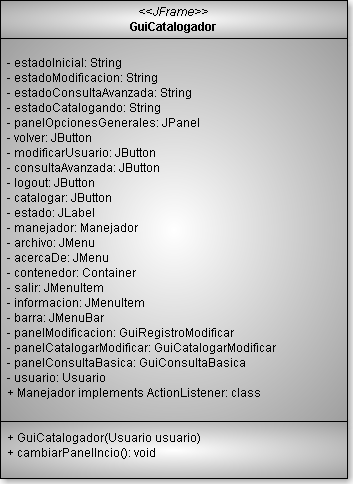 <<JFrame>>
GuiCatalogador
- estadoInicial: String
- estadoModificacion: String
- estadoConsultaAvanzada: String
- estadoCatalogando: String
- panelOpcionesGenerales: JPanel
- volver: JButton
- modificarUsuario: JButton
- consultaAvanzada: JButton
- logout: JButton
- catalogar: JButton
- estado: JLabel
- manejador: Manejador
- archivo: JMenu
- acercaDe: JMenu
- contenedor: Container
- salir: JMenuItem
- informacion: JMenuItem
- barra: JMenuBar
- panelModificacion: GuiRegistroModificar
- panelCatalogarModificar: GuiCatalogarModificar
- panelConsultaBasica: GuiConsultaBasica
- usuario: Usuario
+ Manejador implements ActionListener: class
+ GuiCatalogador(Usuario usuario)
+ cambiarPanelIncio(): void